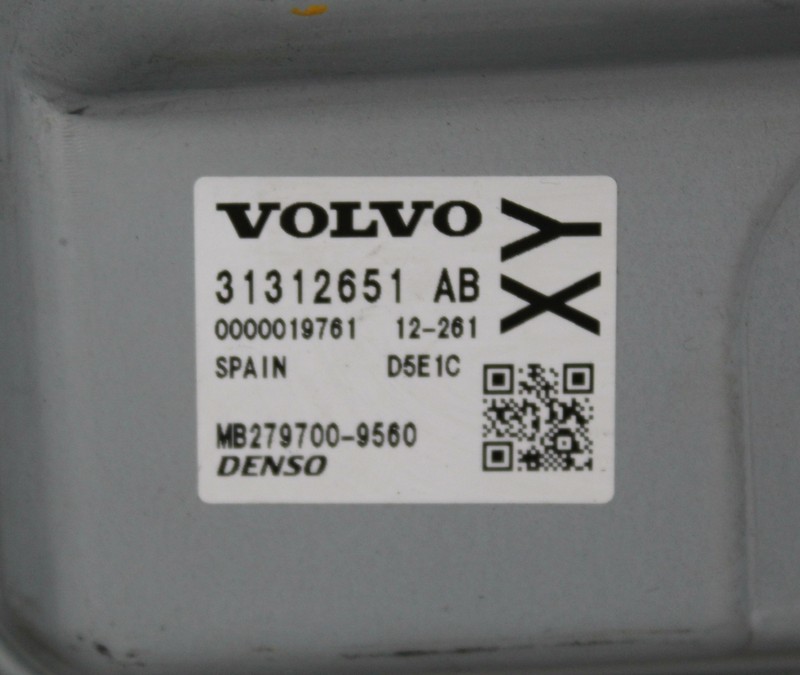 VOLVO
XY
31312651 AB
0000019761 12-261
SPAIN D5E1C
MB279700-9560
DENSO